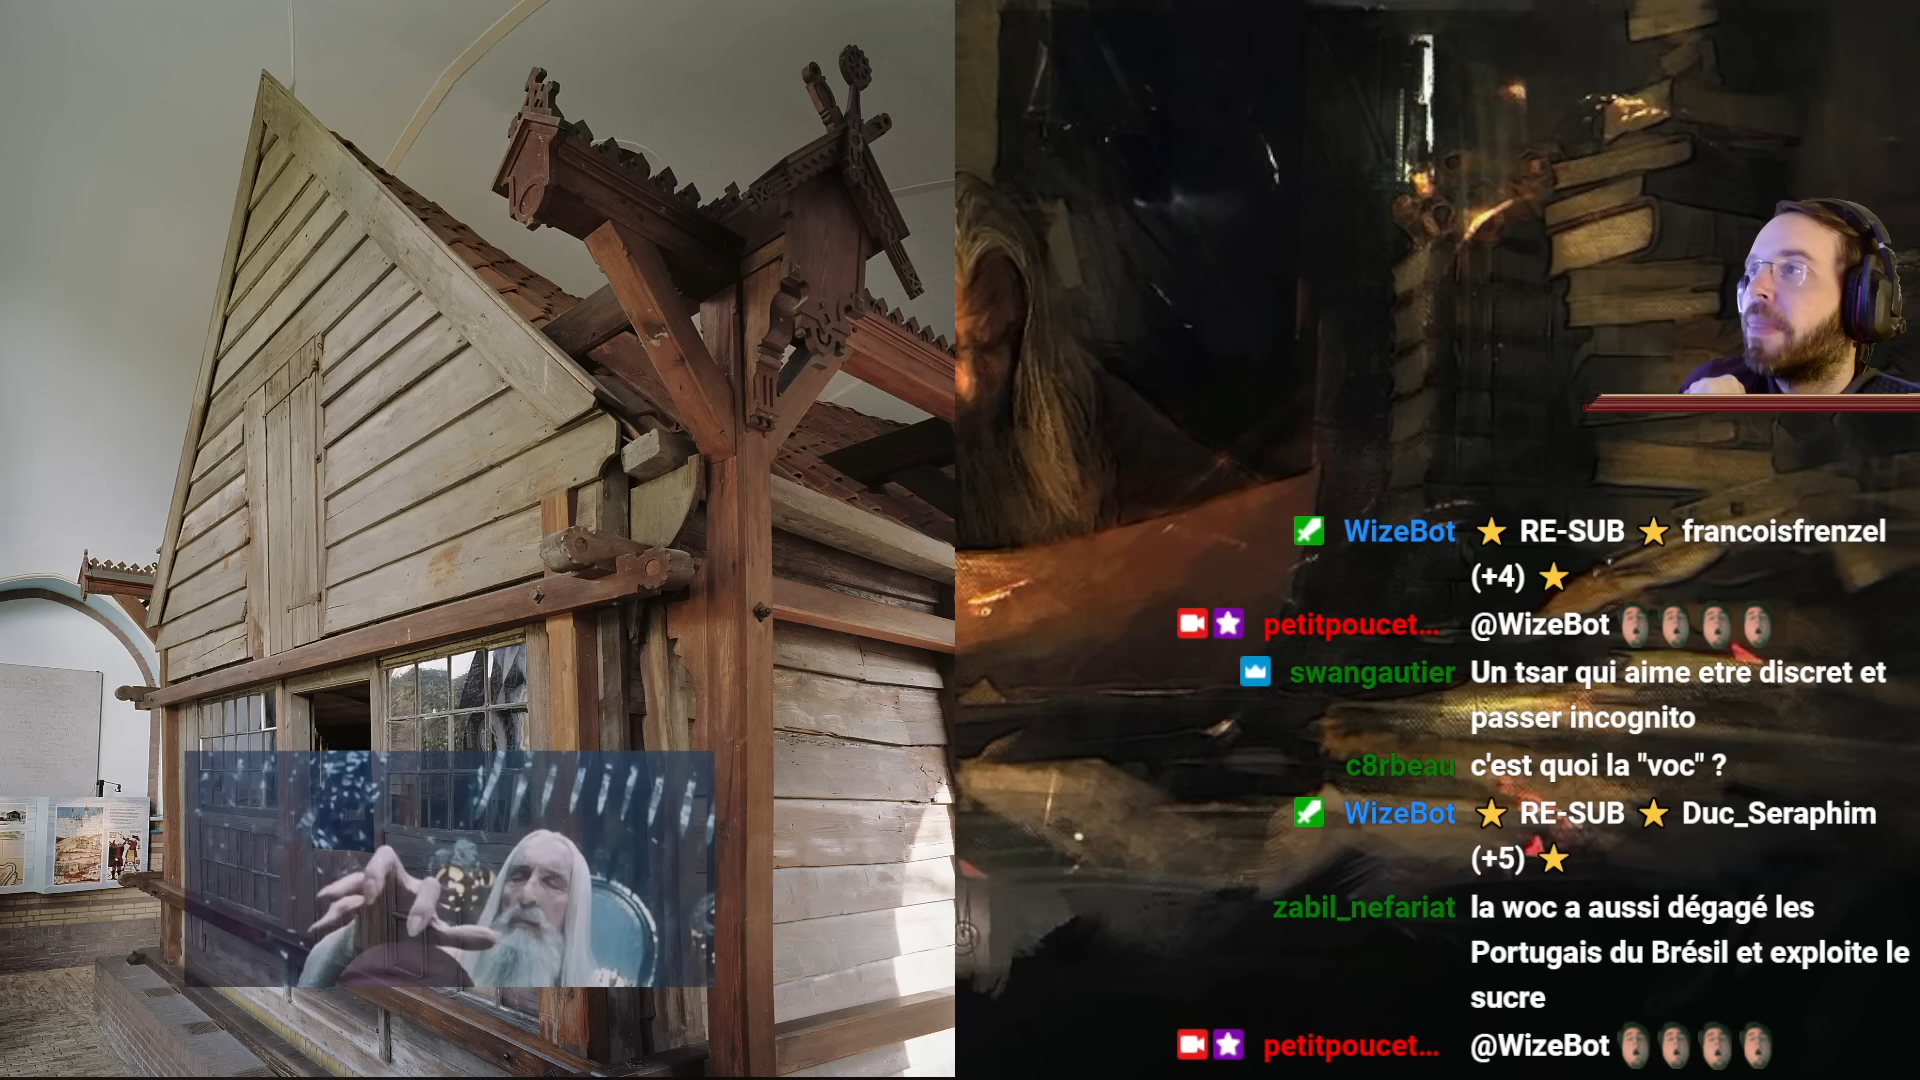 WizeBot ⭐ RE-SUB ⭐ francoisfrenzel
(+4) ⭐
petitpoucet... @WizeBot
swangautier Un tsar qui aime etre discret et
passer incognito
c8rbeau c'est quoi la "voc" ?
WizeBot ⭐ RE-SUB ⭐ Duc_Seraphim
(+5) ⭐
zabil_nefariat la woc a aussi dégagé les
Portugais du Brésil et exploite le
sucre
petitpoucet... @WizeBot